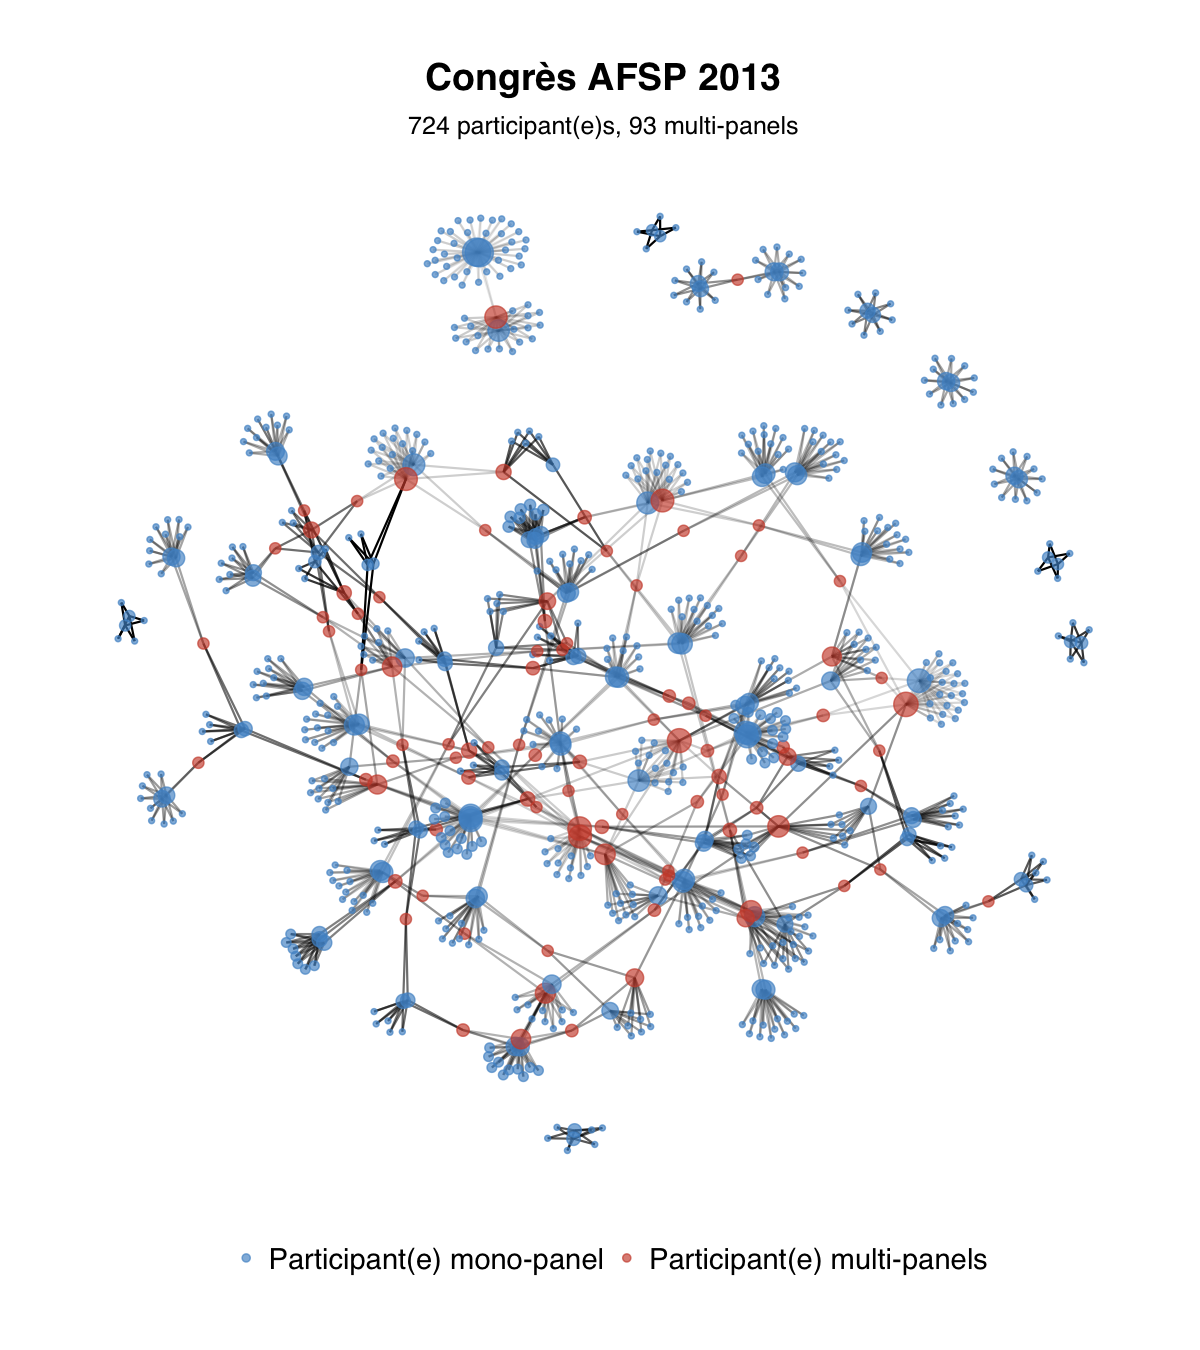 Congrès AFSP 2013
724 participant(e)s, 93 multi-panels
Participant(e) mono-panel Participant(e) multi-panels